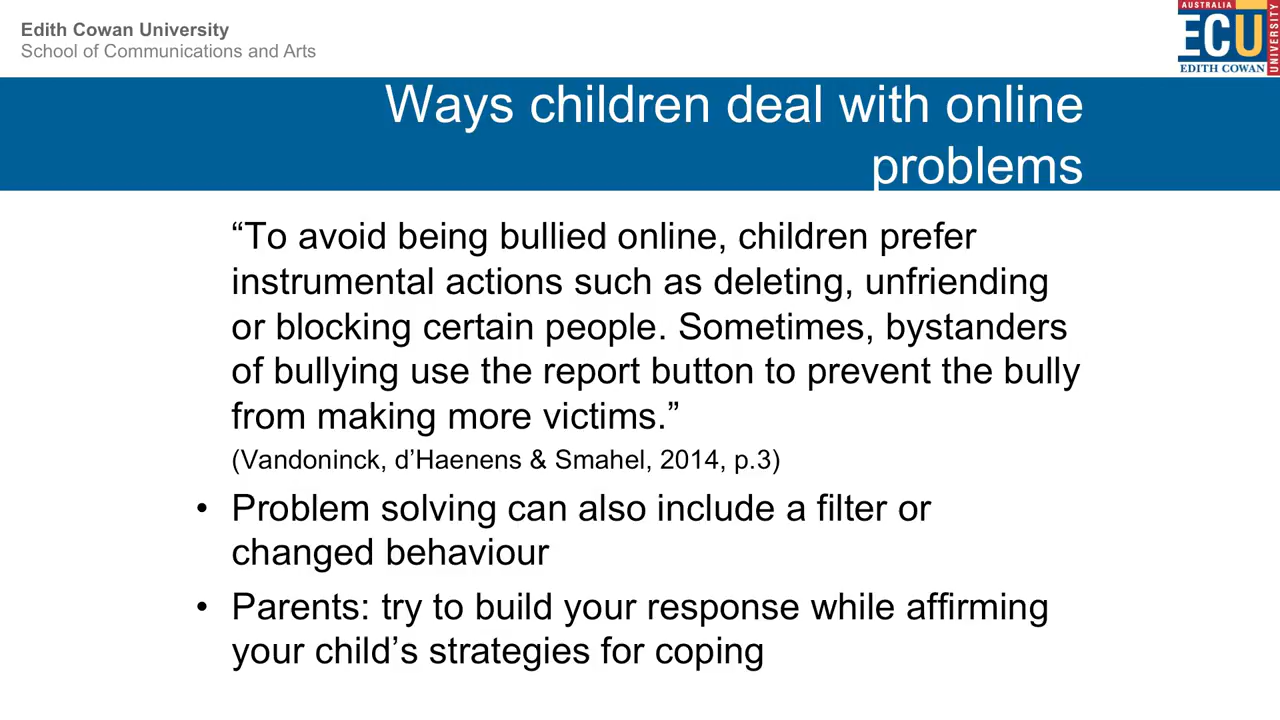 Edith Cowan University
School of Communications and Arts
AUSTRALIA
ECU
EDITH COWAN
UNIVERSITY
Ways children deal with online
problems
“To avoid being bullied online, children prefer
instrumental actions such as deleting, unfriending
or blocking certain people. Sometimes, bystanders
of bullying use the report button to prevent the bully
from making more victims.”
(Vandoninck, d’Haenens & Smahel, 2014, p.3)
• Problem solving can also include a filter or
changed behaviour
• Parents: try to build your response while affirming
your child’s strategies for coping